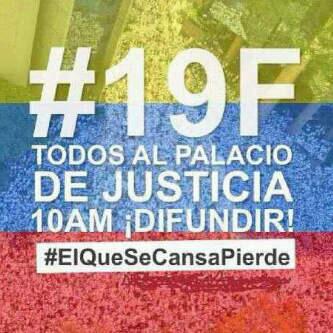 #19F
TODOS AL PALACIO
DE JUSTICIA
10AM ¡DIFUNDIR!
#ElQueSeCansaPierde